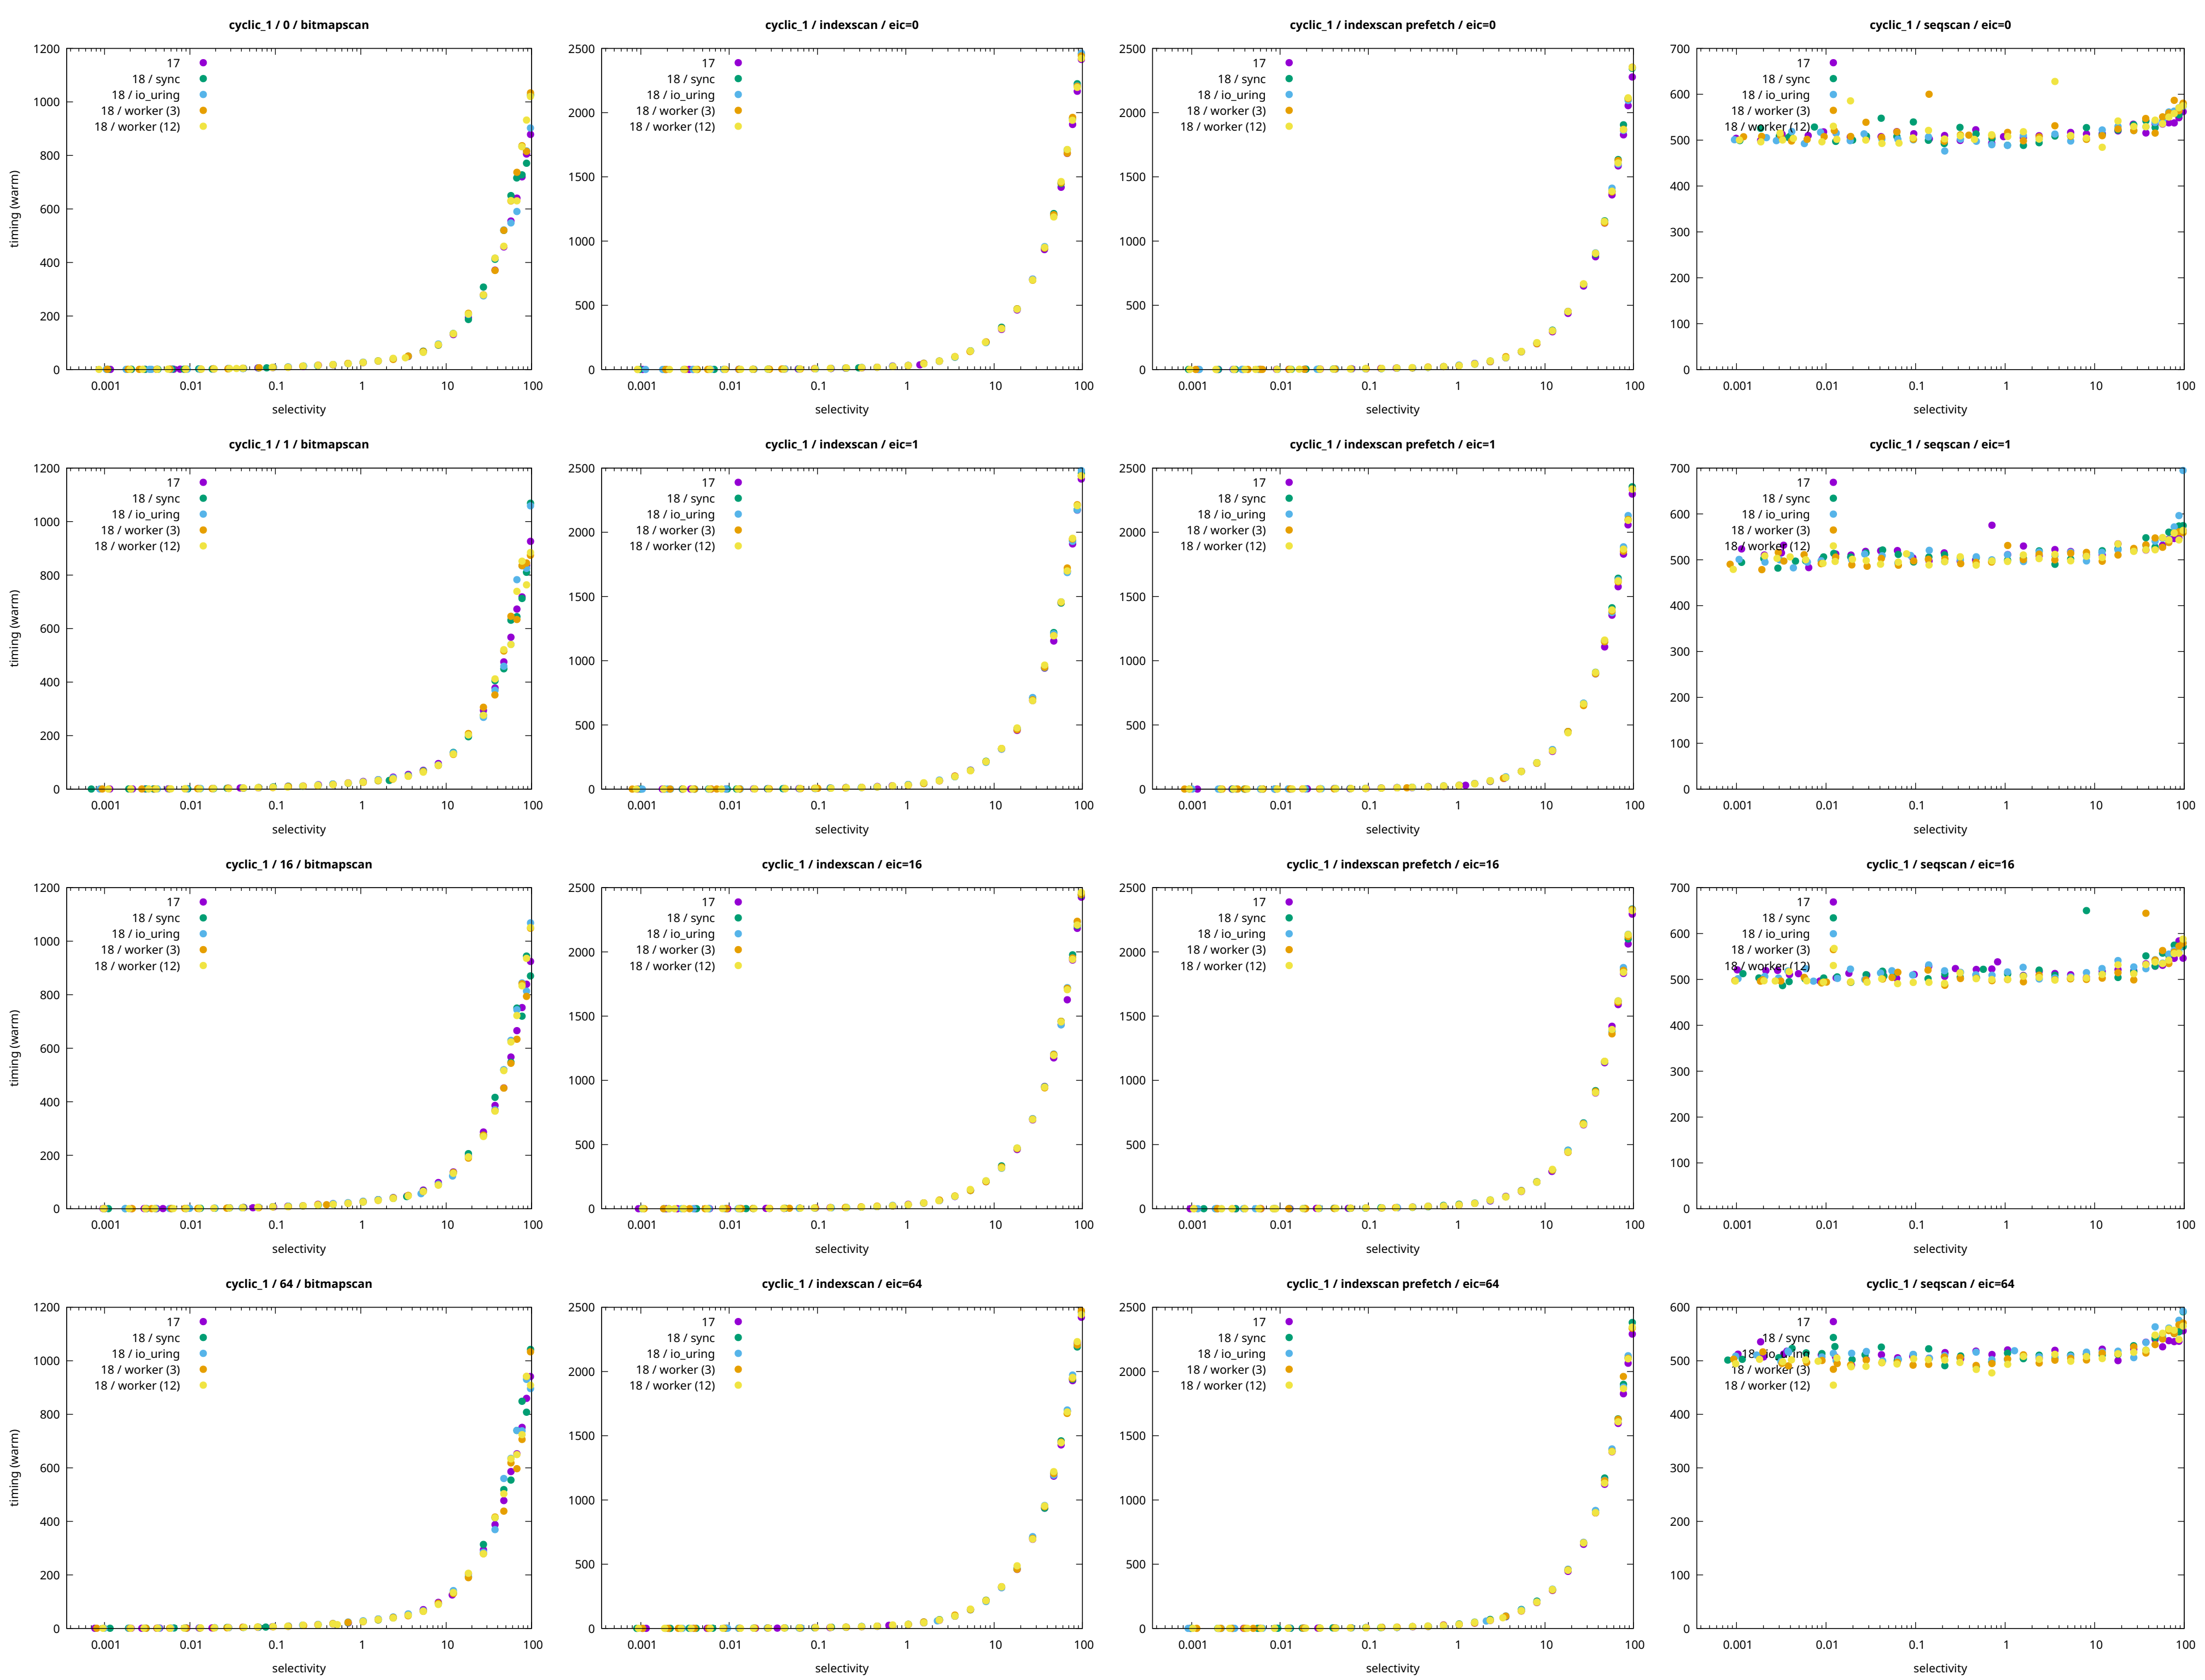 cyclic_1 / 0 / bitmapscan
1200
1000
800
600
400
200
0
timing (warm)
17
18 / sync
18 / io_uring
18 / worker (3)
18 / worker (12)
0.001 0.01 0.1 1 10 100
selectivity
cyclic_1 / indexscan / eic=0
2500
2000
1500
1000
500
0
17
18 / sync
18 / io_uring
18 / worker (3)
18 / worker (12)
0.001 0.01 0.1 1 10 100
selectivity
cyclic_1 / indexscan prefetch / eic=0
2500
2000
1500
1000
500
0
17
18 / sync
18 / io_uring
18 / worker (3)
18 / worker (12)
0.001 0.01 0.1 1 10 100
selectivity
cyclic_1 / seqscan / eic=0
700
600
500
400
300
200
100
0
17
18 / sync
18 / io_uring
18 / worker (3)
18 / worker (12)
0.001 0.01 0.1 1 10 100
selectivity
cyclic_1 / 1 / bitmapscan
1200
1000
800
600
400
200
0
timing (warm)
17
18 / sync
18 / io_uring
18 / worker (3)
18 / worker (12)
0.001 0.01 0.1 1 10 100
selectivity
cyclic_1 / indexscan / eic=1
2500
2000
1500
1000
500
0
17
18 / sync
18 / io_uring
18 / worker (3)
18 / worker (12)
0.001 0.01 0.1 1 10 100
selectivity
cyclic_1 / indexscan prefetch / eic=1
2500
2000
1500
1000
500
0
17
18 / sync
18 / io_uring
18 / worker (3)
18 / worker (12)
0.001 0.01 0.1 1 10 100
selectivity
cyclic_1 / seqscan / eic=1
700
600
500
400
300
200
100
0
17
18 / sync
18 / io_uring
18 / worker (3)
18 / worker (12)
0.001 0.01 0.1 1 10 100
selectivity
cyclic_1 / 16 / bitmapscan
1200
1000
800
600
400
200
0
timing (warm)
17
18 / sync
18 / io_uring
18 / worker (3)
18 / worker (12)
0.001 0.01 0.1 1 10 100
selectivity
cyclic_1 / indexscan / eic=16
2500
2000
1500
1000
500
0
17
18 / sync
18 / io_uring
18 / worker (3)
18 / worker (12)
0.001 0.01 0.1 1 10 100
selectivity
cyclic_1 / indexscan prefetch / eic=16
2500
2000
1500
1000
500
0
17
18 / sync
18 / io_uring
18 / worker (3)
18 / worker (12)
0.001 0.01 0.1 1 10 100
selectivity
cyclic_1 / seqscan / eic=16
700
600
500
400
300
200
100
0
17
18 / sync
18 / io_uring
18 / worker (3)
18 / worker (12)
0.001 0.01 0.1 1 10 100
selectivity
cyclic_1 / 64 / bitmapscan
1200
1000
800
600
400
200
0
timing (warm)
17
18 / sync
18 / io_uring
18 / worker (3)
18 / worker (12)
0.001 0.01 0.1 1 10 100
selectivity
cyclic_1 / indexscan / eic=64
2500
2000
1500
1000
500
0
17
18 / sync
18 / io_uring
18 / worker (3)
18 / worker (12)
0.001 0.01 0.1 1 10 100
selectivity
cyclic_1 / indexscan prefetch / eic=64
2500
2000
1500
1000
500
0
17
18 / sync
18 / io_uring
18 / worker (3)
18 / worker (12)
0.001 0.01 0.1 1 10 100
selectivity
cyclic_1 / seqscan / eic=64
600
500
400
300
200
100
0
17
18 / sync
18 / io_uring
18 / worker (3)
18 / worker (12)
0.001 0.01 0.1 1 10 100
selectivity